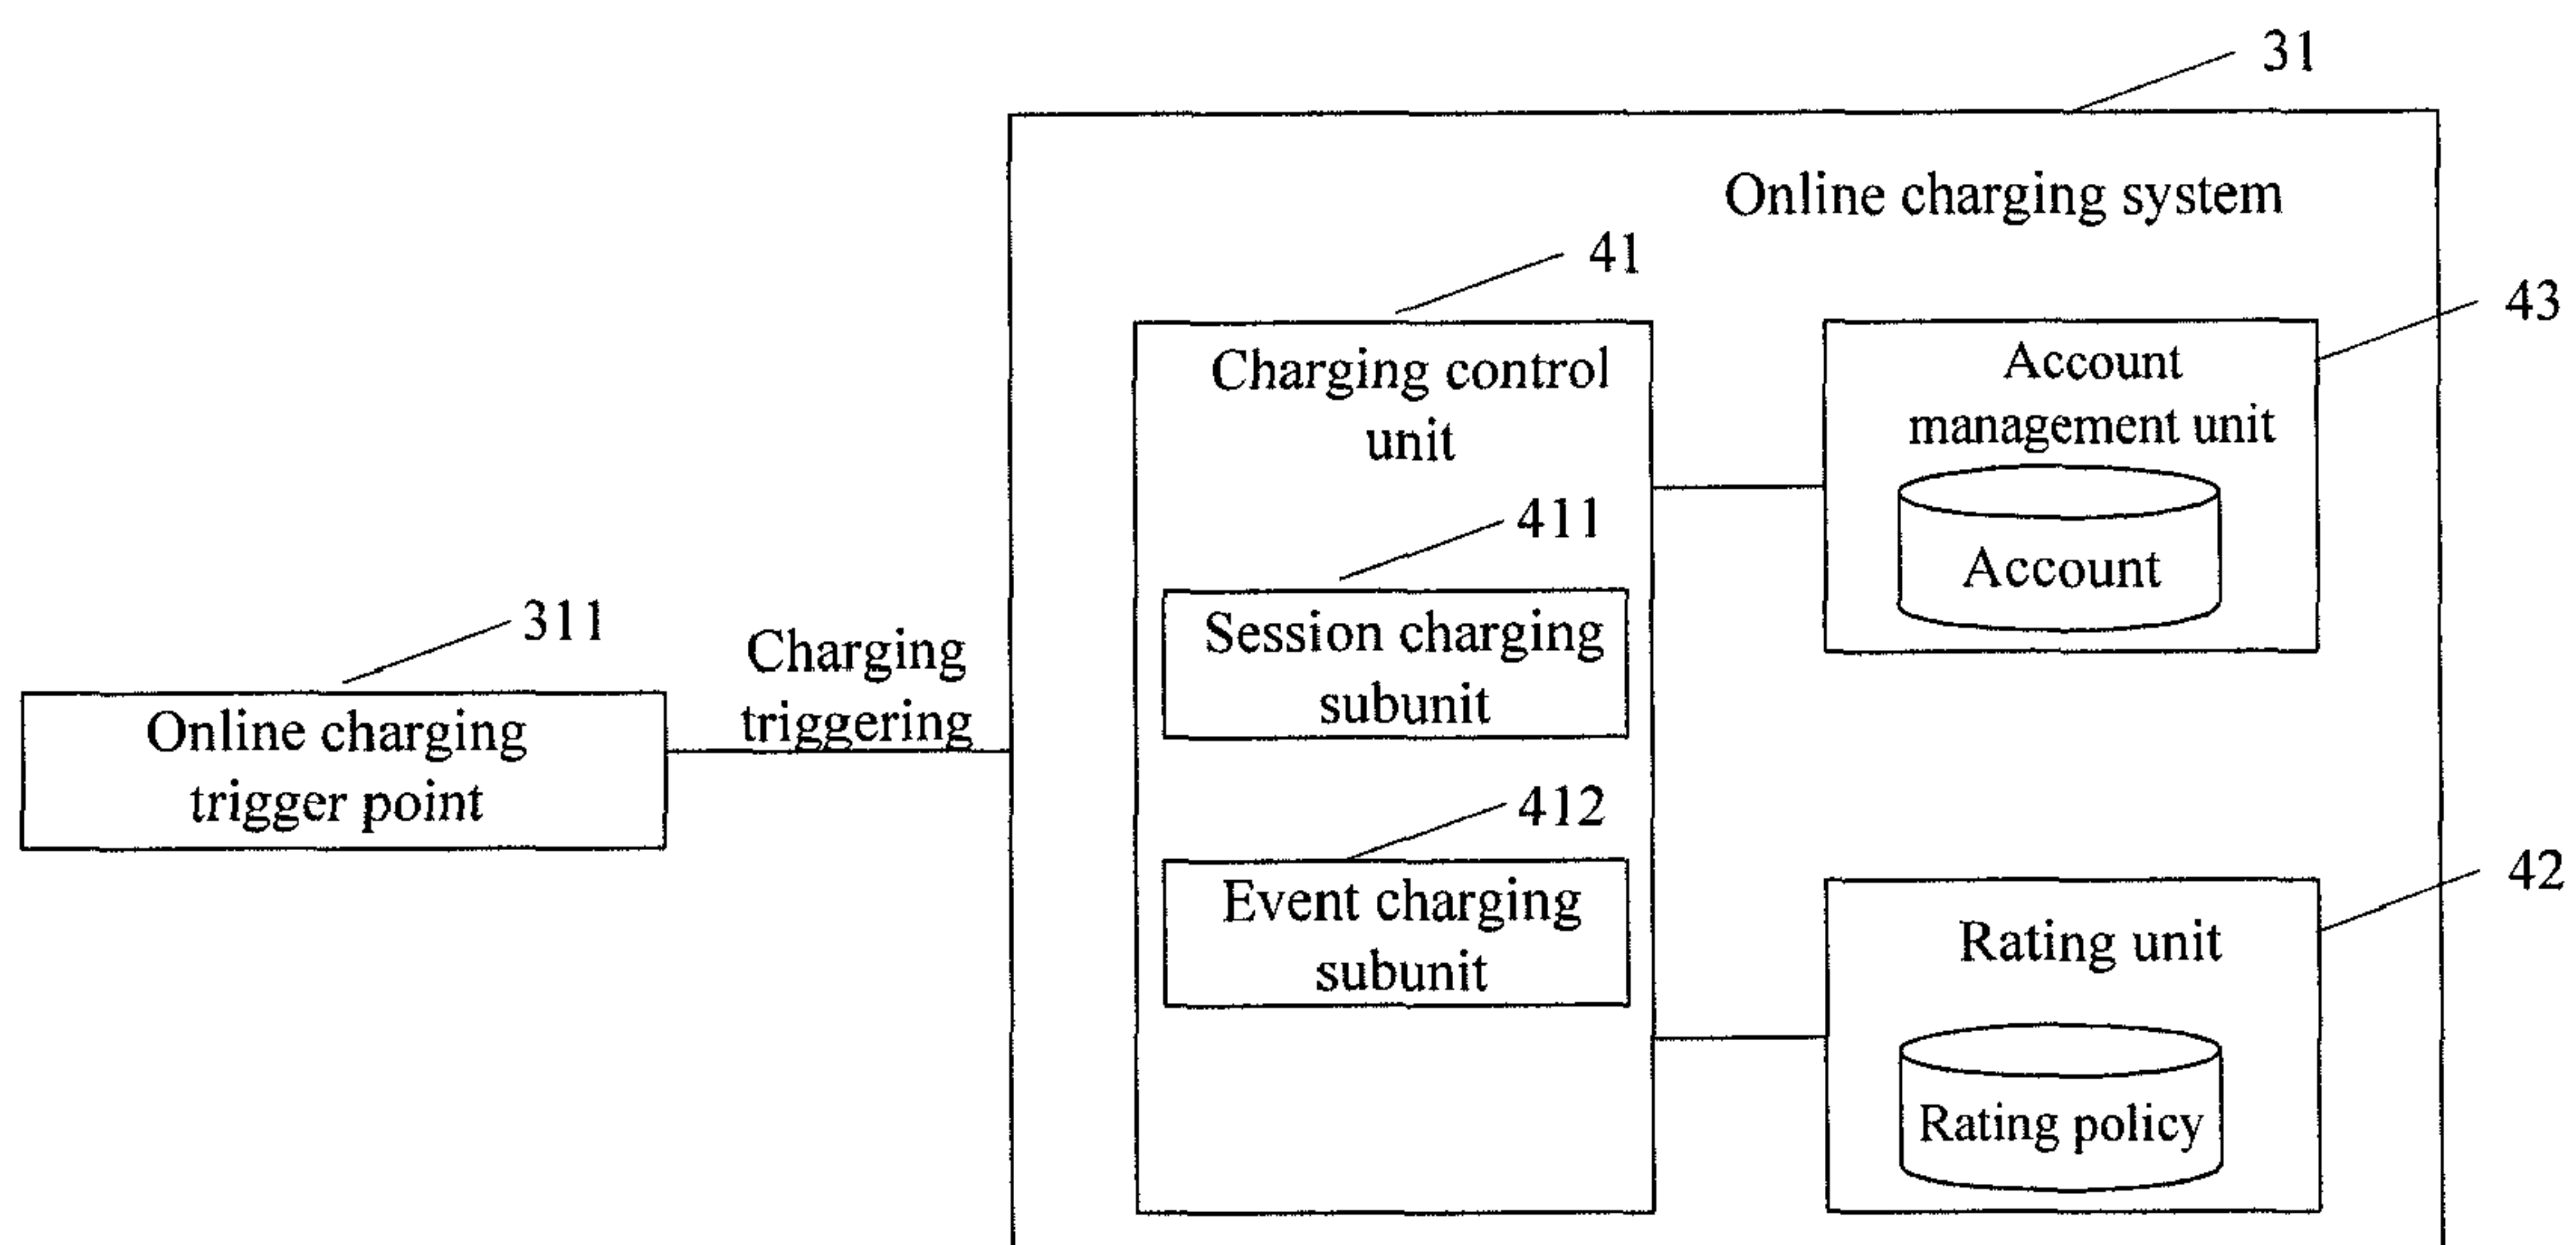 31
Online charging system
41
43
Charging control
unit
Account
management unit
411
Account
Session charging
subunit
311
Charging
triggering
Online charging
trigger point
412
Event charging
subunit
42
Rating unit
Rating policy